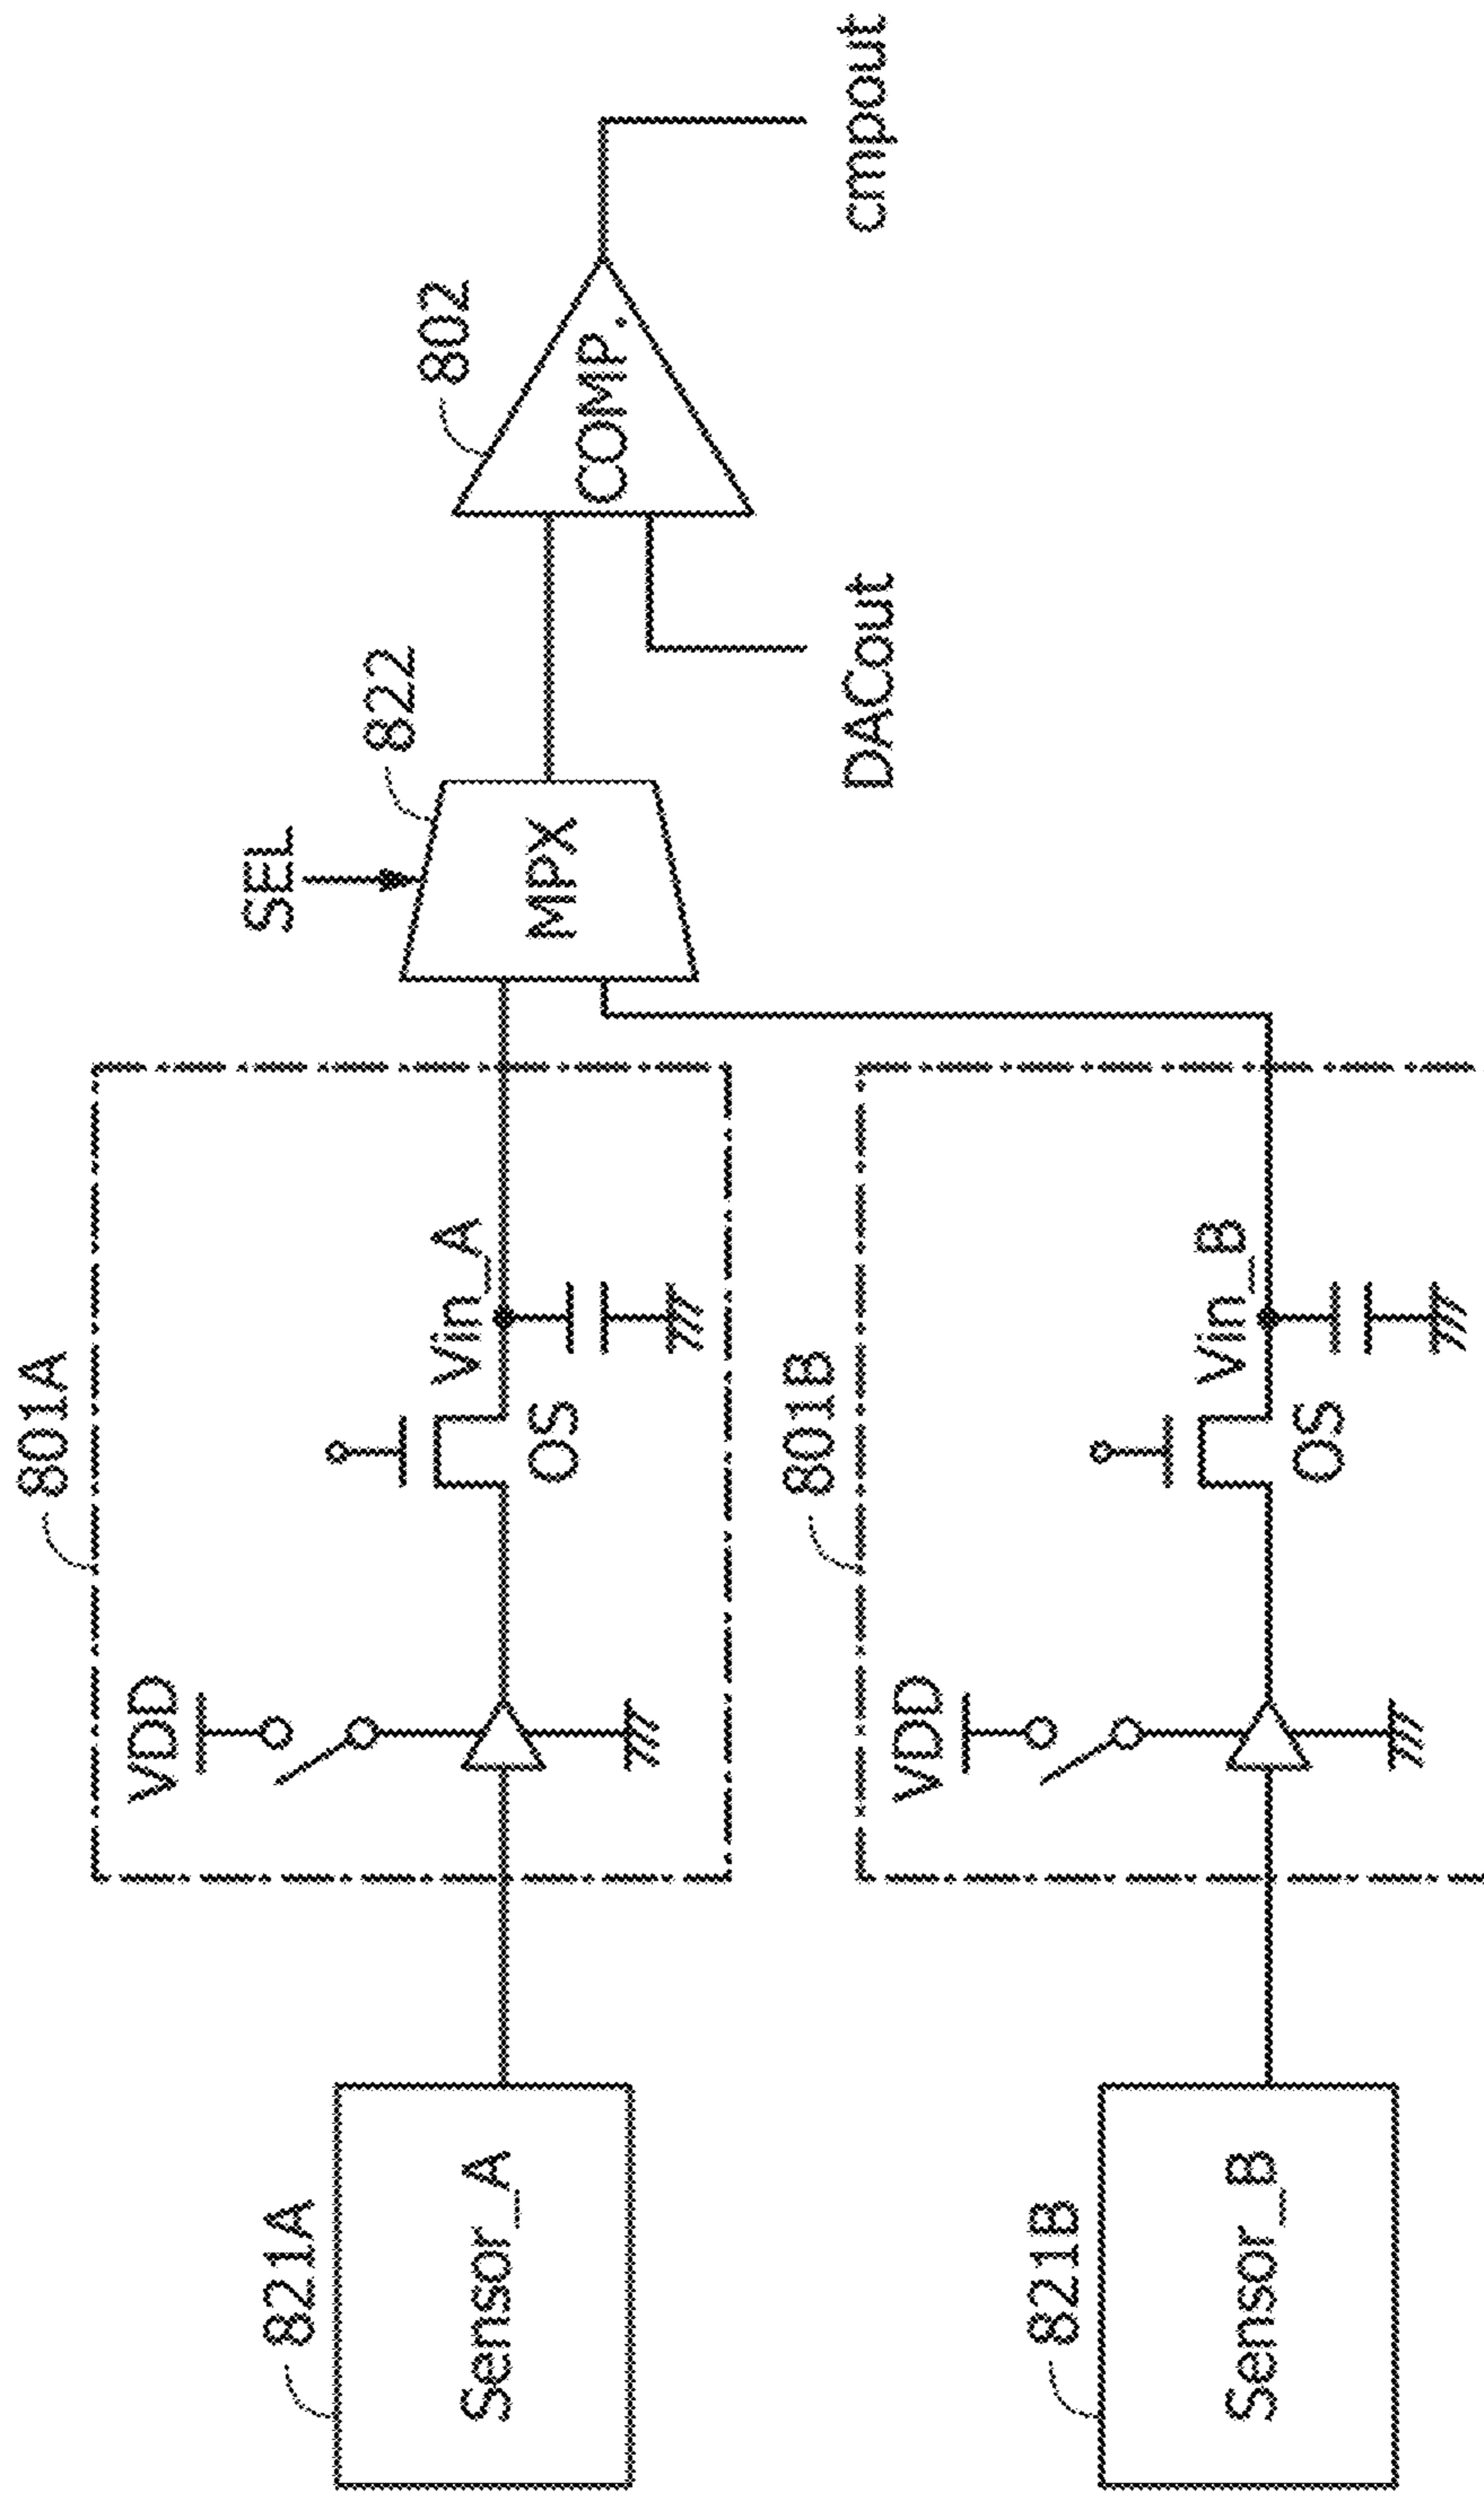 821A
Sensor_A
801A
VDD
OS
Vin_A
SEL
822
MPX
802
COMP.
DACout
cmpout
821B
Sensor_B
801B
VDD
OS
Vin_B